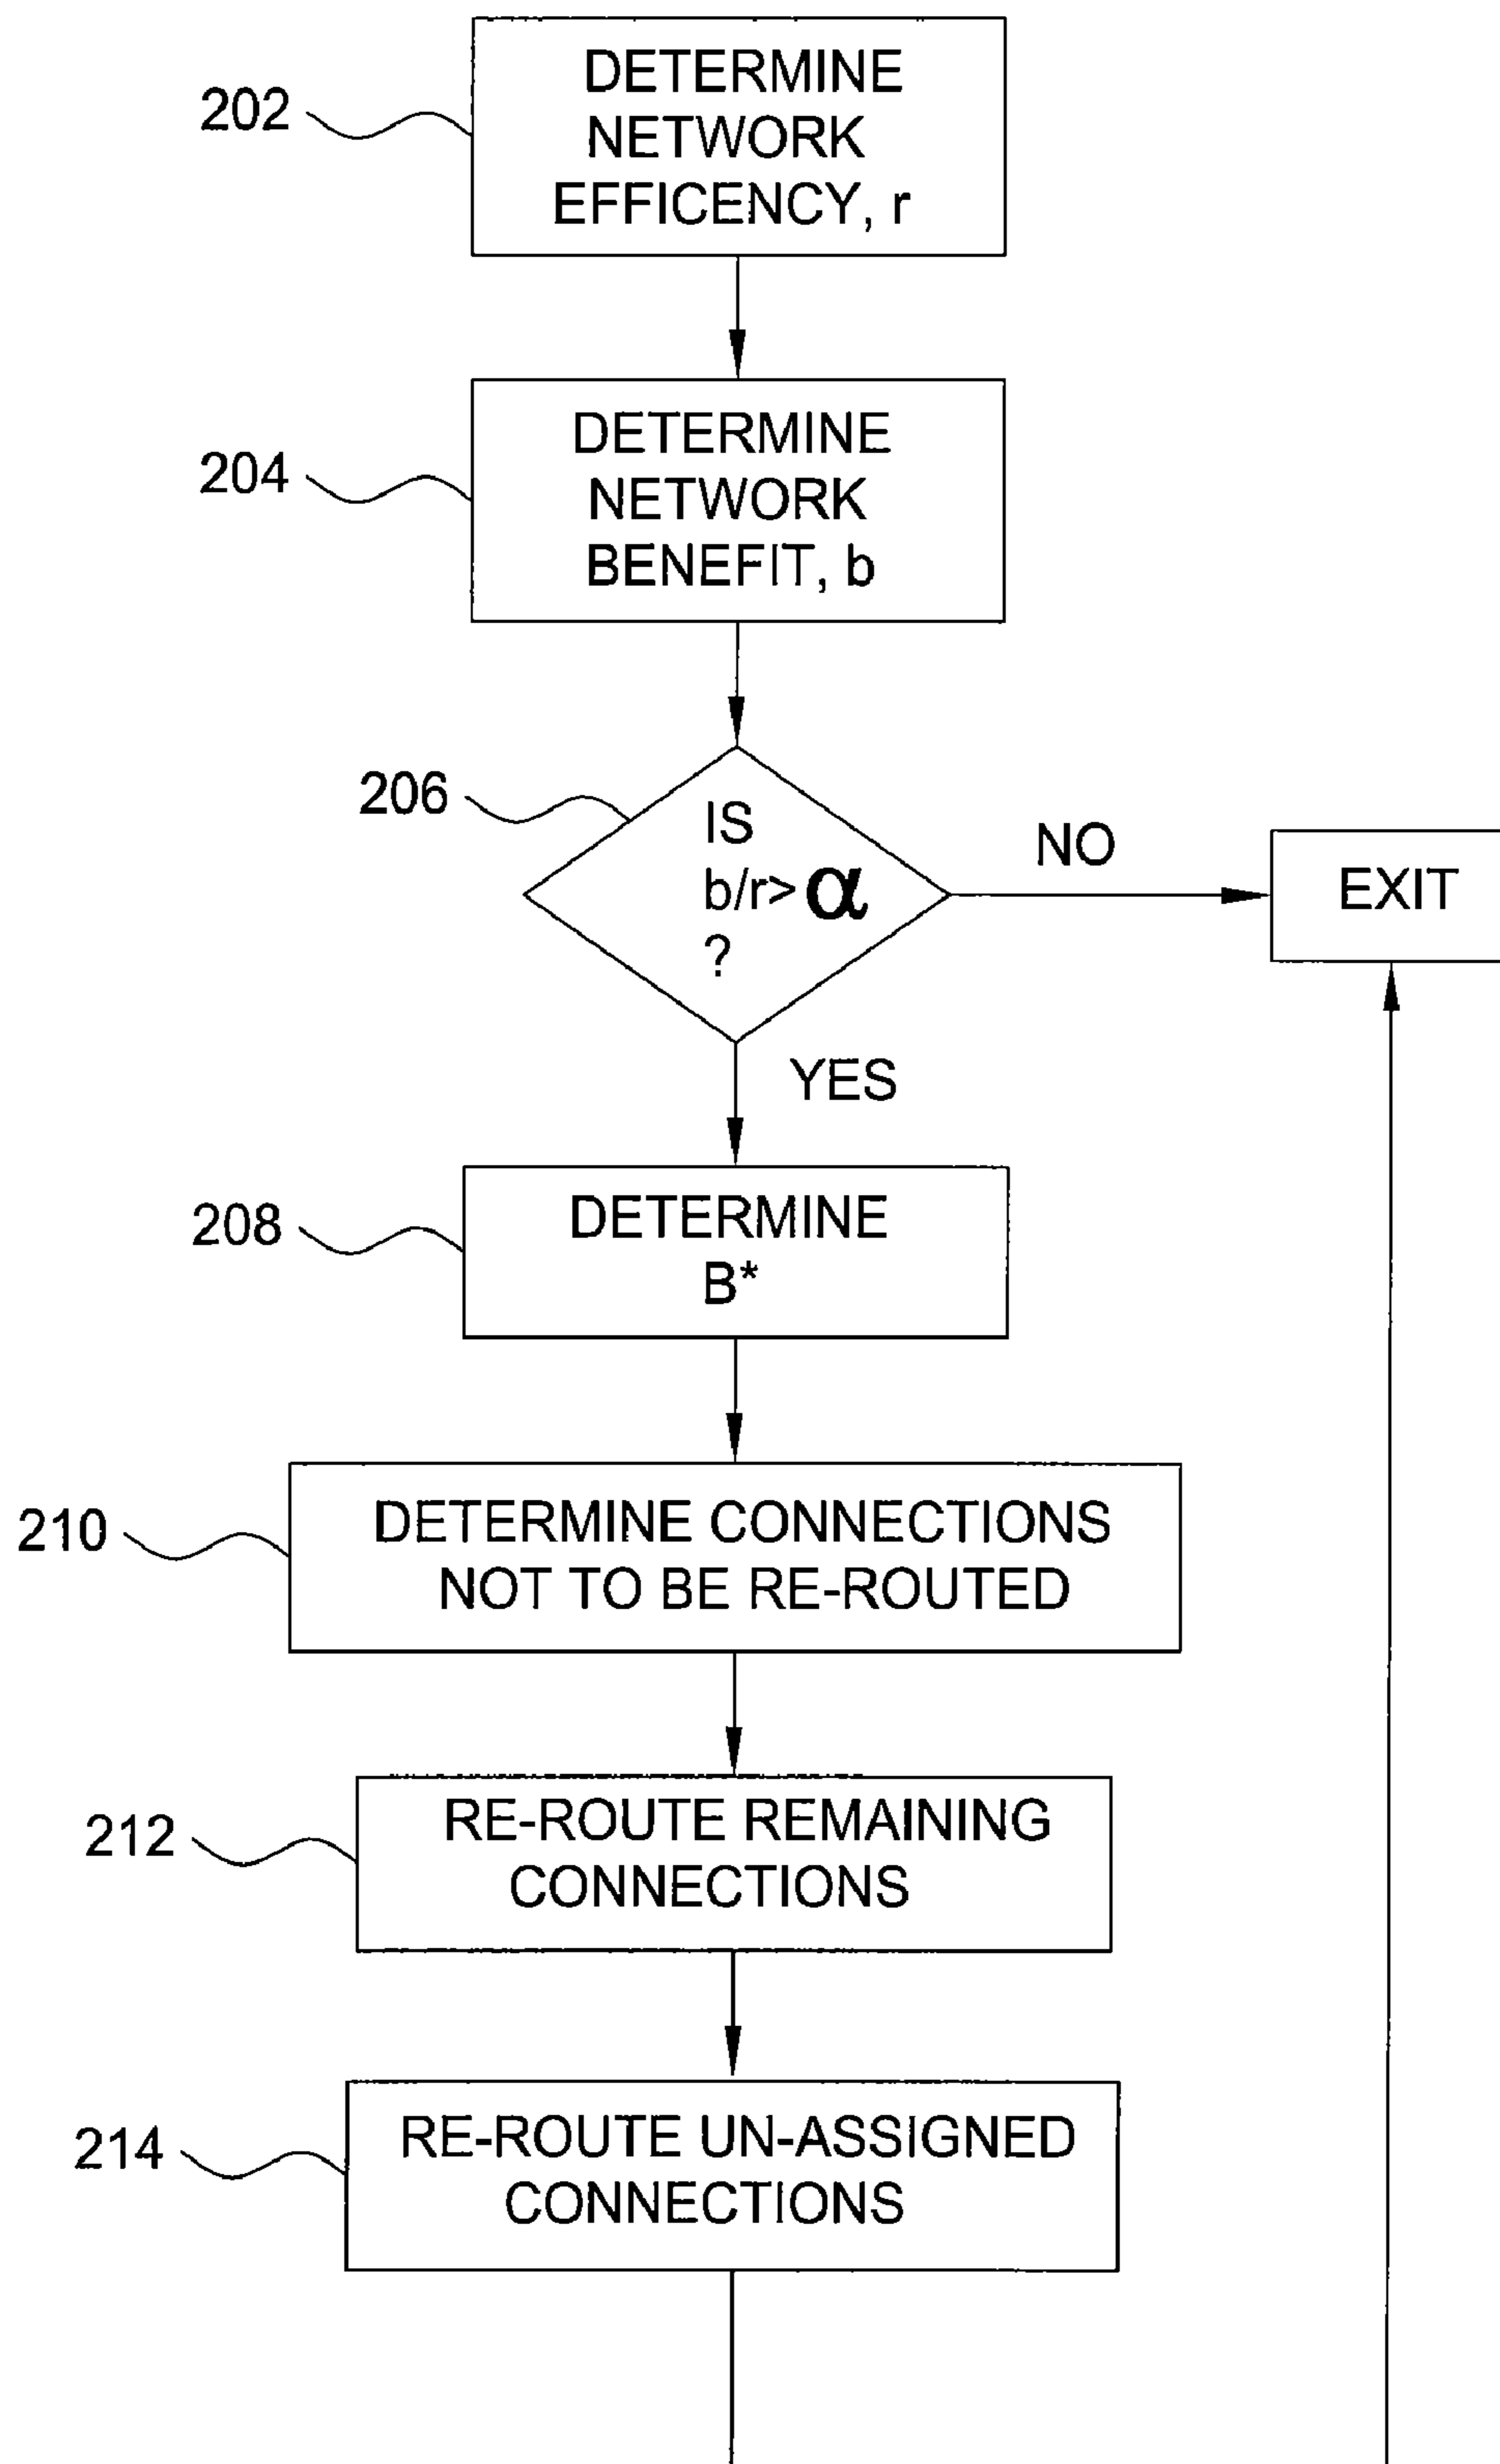 202
DETERMINE
NETWORK
EFFICENCY, r
204
DETERMINE
NETWORK
BENEFIT, b
206
IS
b/r>α
?
NO
EXIT
YES
208
DETERMINE
B*
210
DETERMINE CONNECTIONS
NOT TO BE RE-ROUTED
212
RE-ROUTE REMAINING
CONNECTIONS
214
RE-ROUTE UN-ASSIGNED
CONNECTIONS